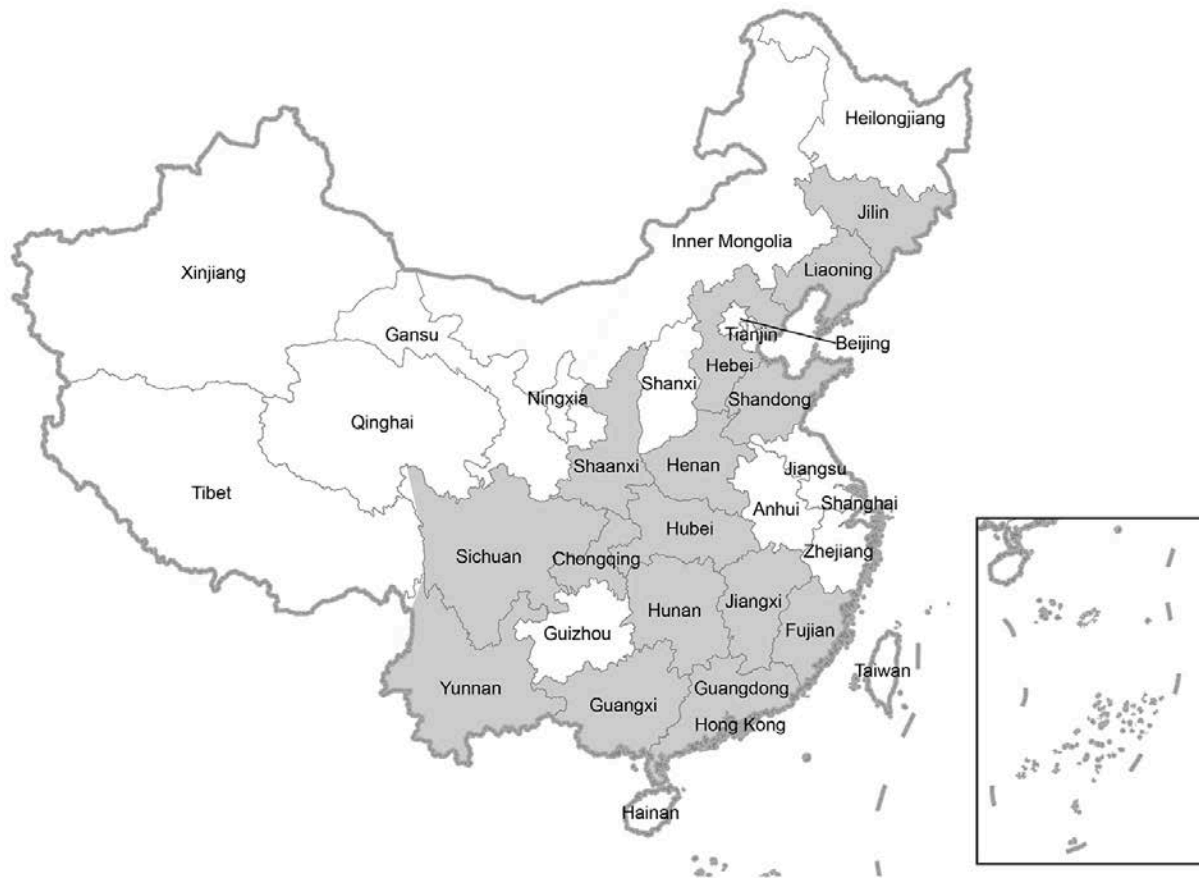 Heilongjiang
Jilin
Inner Mongolia
Liaoning
Xinjiang
Gansu
Tianjin
Beijing
Hebei
Shanxi
Ningxia
Shandong
Qinghai
Shaanxi
Henan
Jiangsu
Tibet
Shanghai
Anhui
Hubei
Zhejiang
Sichuan
Chongqing
Jiangxi
Hunan
Guizhou
Fujian
Taiwan
Yunnan
Guangdong
Guangxi
Hong Kong
Hainan